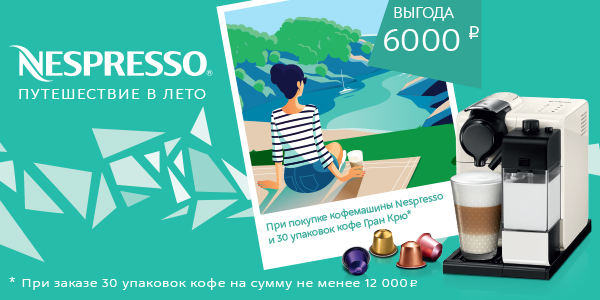 NESPRESSO®
ПУТЕШЕСТВИЕ В ЛЕТО
ВЫГОДА
6000 ₽
При покупке кофемашины Nespresso
и 30 упаковок кофе Гран Крю*
* При заказе 30 упаковок кофе на сумму не менее 12 000 ₽